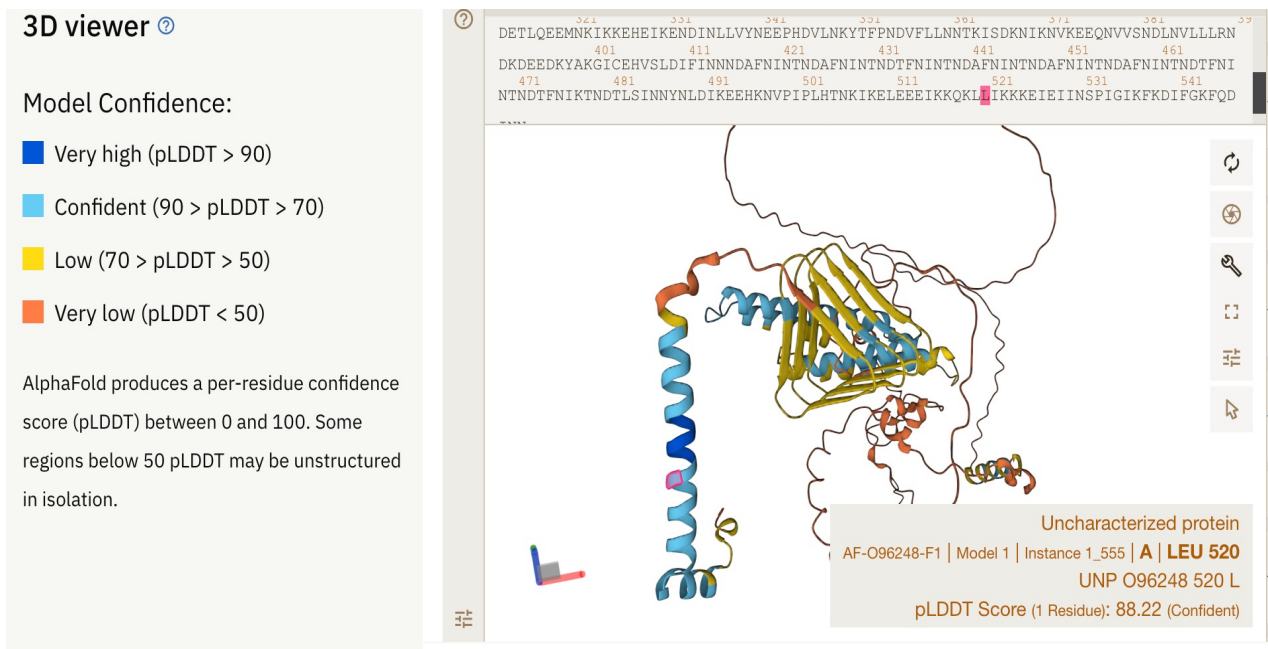 3D viewer
Model Confidence:
Very high (pLDDT > 90)
Confident (90 > pLDDT > 70)
Low (70 > pLDDT > 50)
Very low (pLDDT < 50)
AlphaFold produces a per-residue confidence
score (pLDDT) between 0 and 100. Some
regions below 50 pLDDT may be unstructured
in isolation.
321 331 341 351 361 371 381 39
DETLQEEMNKIKKEHEIKENDINLLVYNEEPHDVLNKYTFPNDVFLLNNTKISDKNIKNVKEEQNVVSNDLNVLLLRN
401 411 421 431 441 451 461
DKDEEDKYAKGICEHVSLDIFINNNDAFNINTNDAFNINTNDTFNINTNDAFNINTNDAFNINTNDAFNINTNDTFNI
471 481 491 501 511 521 531 541
NTNDTFNIKTNDTLSINNYNLDIKEEHKNVPIPLHTNKIKELEEEIKKQKLLIKKKEIEIINSPIGIKFKDIFGKFQD
Uncharacterized protein
AF-O96248-F1 | Model 1 | Instance 1_555 | A | LEU 520
UNP O96248 520 L
pLDDT Score (1 Residue): 88.22 (Confident)